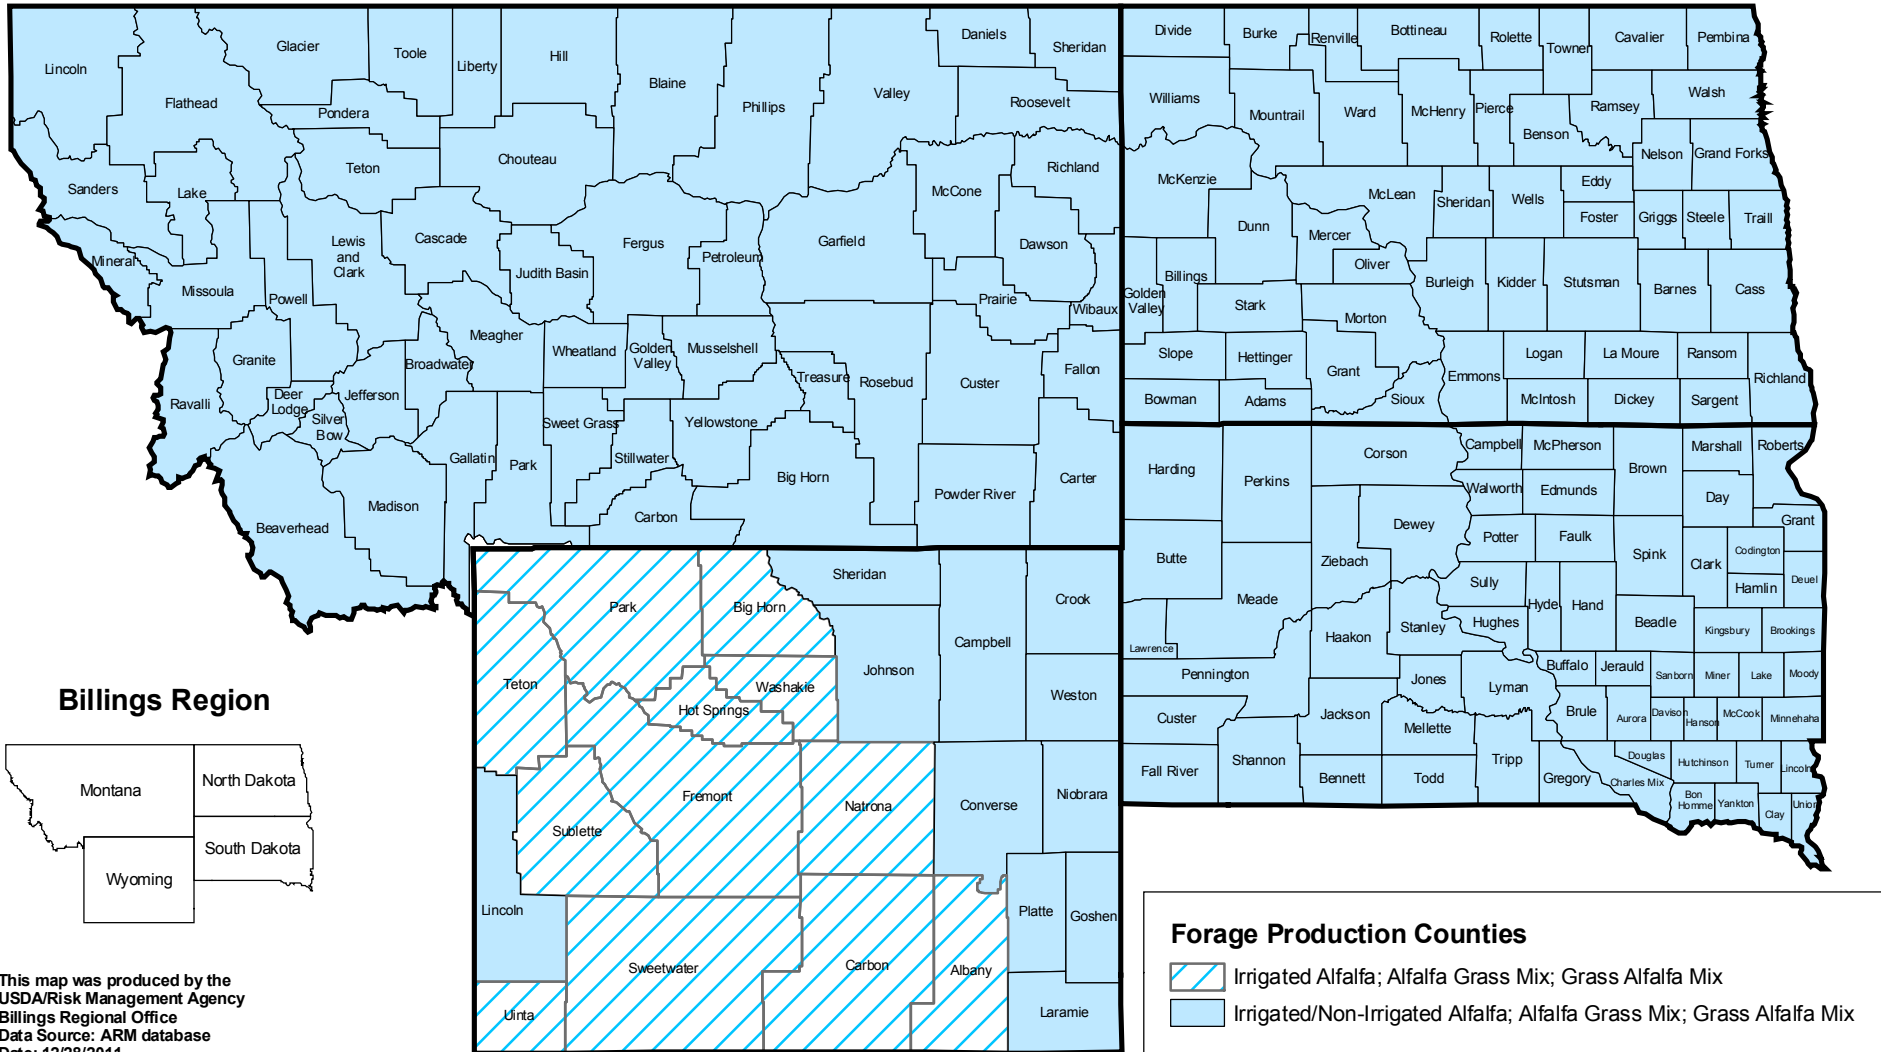 Lincoln
Flathead
Glacier
Toole
Liberty
Hill
Blaine
Phillips
Valley
Daniels
Sheridan
Roosevelt
Pondera
Teton
Chouteau
Sanders
Lake
McCone
Richland
Mineral
Missoula
Powell
Lewis
and
Clark
Cascade
Judith Basin
Fergus
Petroleum
Garfield
Dawson
Prairie
Wibaux
Granite
Ravalli
Deer
Lodge
Silver
Bow
Jefferson
Broadwater
Meagher
Wheatland
Golden
Valley
Musselshell
Treasure
Rosebud
Custer
Fallon
Beaverhead
Madison
Gallatin
Park
Sweet Grass
Stillwater
Yellowstone
Carbon
Big Horn
Powder River
Carter
Divide
Burke
Renville
Bottineau
Rolette
Towner
Cavalier
Pembina
Williams
Mountrail
Ward
McHenry
Pierce
Benson
Ramsey
Walsh
Nelson
Grand Forks
McKenzie
Dunn
McLean
Mercer
Oliver
Sheridan
Wells
Eddy
Foster
Griggs
Steele
Traill
Golden
Valley
Billings
Stark
Morton
Burleigh
Kidder
Stutsman
Barnes
Cass
Slope
Hettinger
Grant
Sioux
Emmons
Logan
La Moure
Ransom
Richland
Bowman
Adams
McIntosh
Dickey
Sargent
Harding
Perkins
Corson
Campbell
McPherson
Brown
Marshall
Roberts
Walworth
Edmunds
Day
Butte
Meade
Ziebach
Dewey
Potter
Faulk
Spink
Clark
Codington
Grant
Hamlin
Deuel
Sully
Hyde
Hand
Beadle
Kingsbury
Brookings
Lawrence
Pennington
Haakon
Stanley
Hughes
Jones
Lyman
Buffalo
Jerauld
Sanborn
Miner
Lake
Moody
Custer
Jackson
Mellette
Brule
Aurora
Davison
Hanson
McCook
Minnehaha
Fall River
Shannon
Bennett
Todd
Tripp
Gregory
Douglas
Charles Mix
Hutchinson
Turner
Lincoln
Bon
Homme
Yankton
Clay
Union
Park
Big Horn
Sheridan
Crook
Campbell
Johnson
Teton
Washakie
Hot Springs
Weston
Sublette
Fremont
Natrona
Converse
Niobrara
Lincoln
Sweetwater
Carbon
Albany
Platte
Goshen
Uinta
Laramie
Billings Region
Montana
North Dakota
South Dakota
Wyoming
This map was produced by the
USDA/Risk Management Agency
Billings Regional Office
Data Source: ARM database
Date: 12/28/2011
Forage Production Counties
Irrigated Alfalfa; Alfalfa Grass Mix; Grass Alfalfa Mix
Irrigated/Non-Irrigated Alfalfa; Alfalfa Grass Mix; Grass Alfalfa Mix